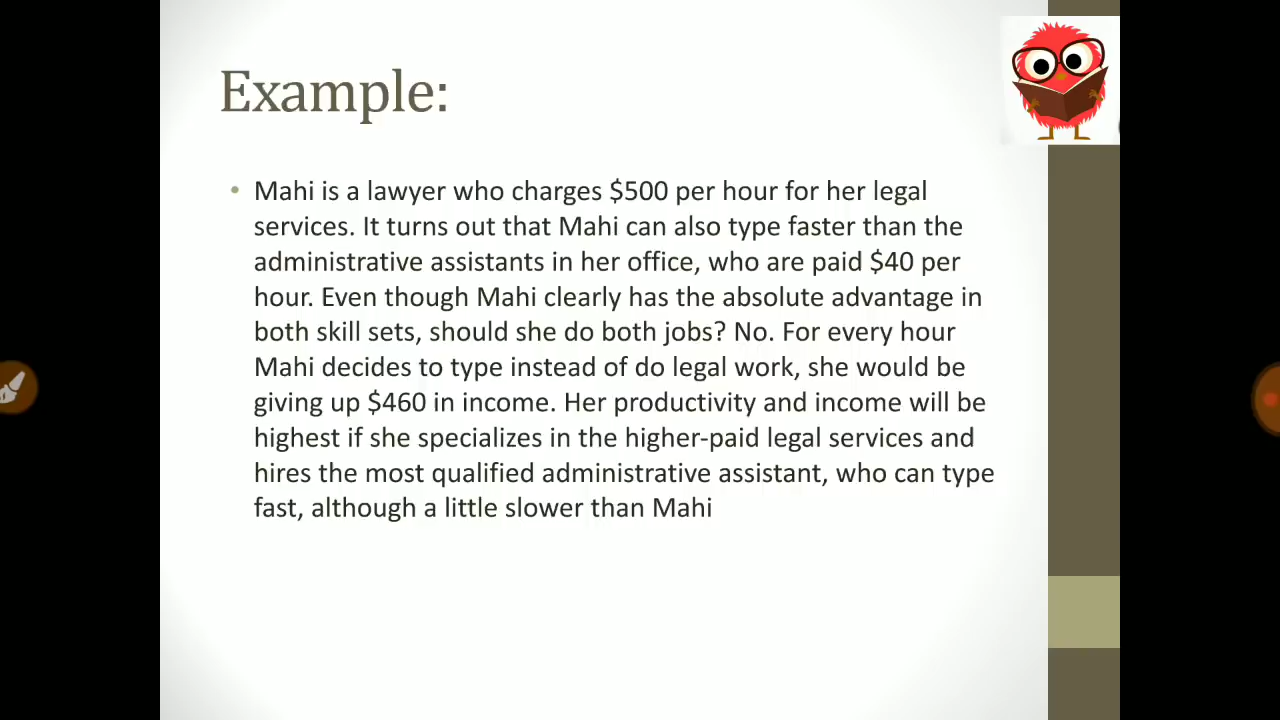 Example:
• Mahi is a lawyer who charges $500 per hour for her legal
services. It turns out that Mahi can also type faster than the
administrative assistants in her office, who are paid $40 per
hour. Even though Mahi clearly has the absolute advantage in
both skill sets, should she do both jobs? No. For every hour
Mahi decides to type instead of do legal work, she would be
giving up $460 in income. Her productivity and income will be
highest if she specializes in the higher-paid legal services and
hires the most qualified administrative assistant, who can type
fast, although a little slower than Mahi